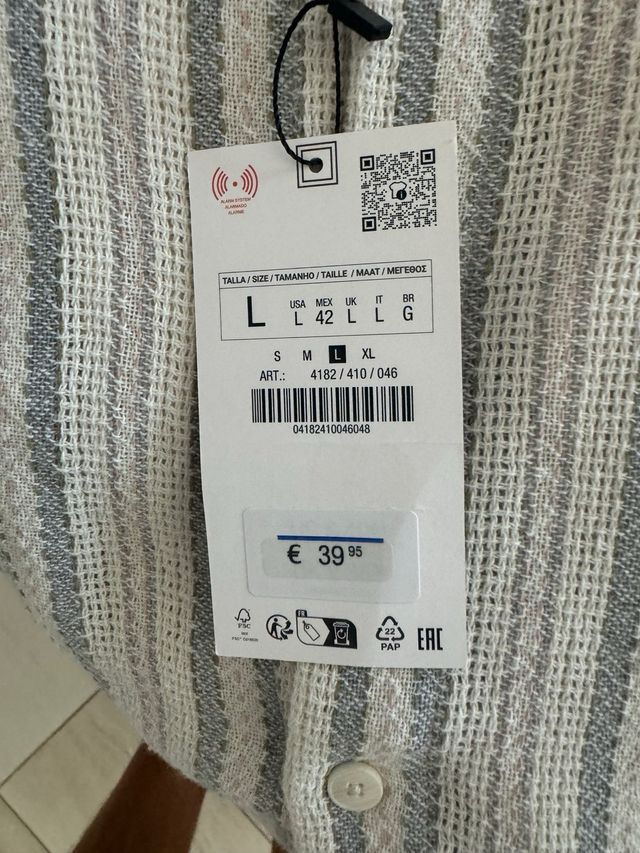 ALARM SYSTEM
ALARMADO
ALARME
TALLA / SIZE / TAMANHO / TAILLE / MAAT / ΜΕΓΕΘΟΣ
L
USA MEX UK IT BR
L 42 L L G
S M L XL
ART.: 4182 / 410 / 046
04182410046048
€ 39 95
FSC
MIX
FR
22
PAP
EAC